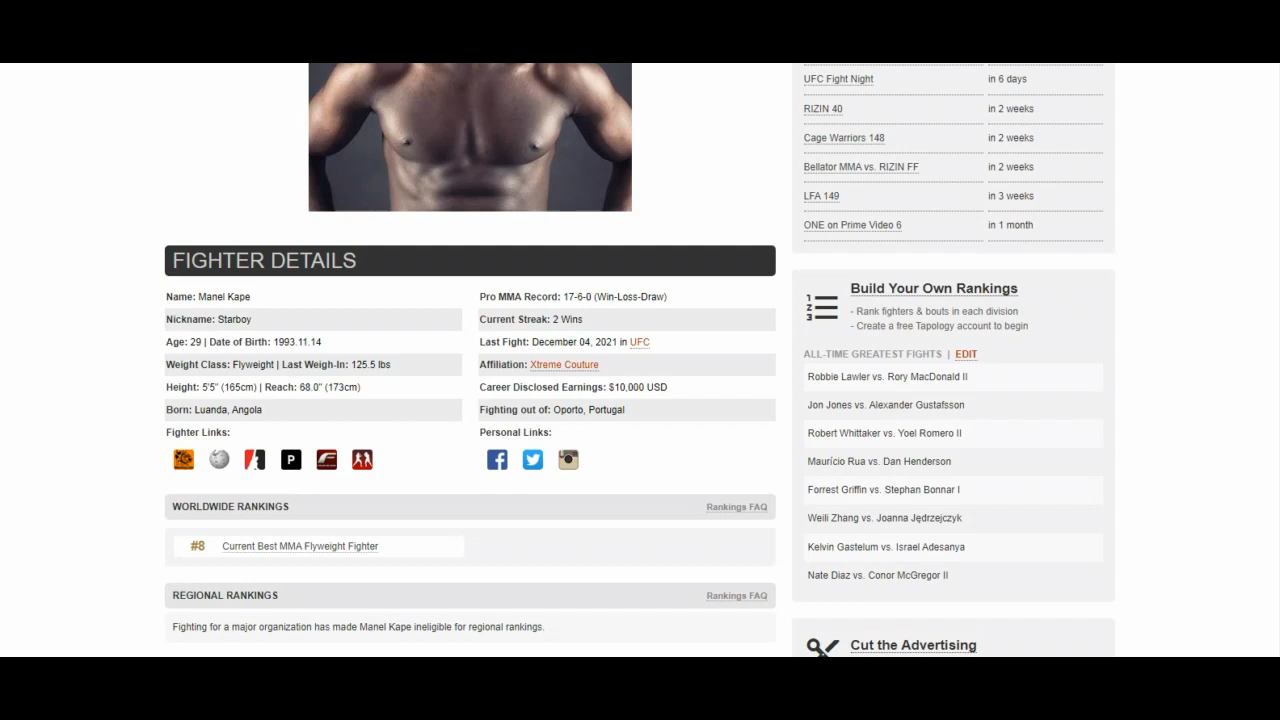 UFC Fight Night in 6 days
RIZIN 40 in 2 weeks
Cage Warriors 148 in 2 weeks
Bellator MMA vs. RIZIN FF in 2 weeks
LFA 149 in 3 weeks
ONE on Prime Video 6 in 1 month
FIGHTER DETAILS
Name: Manel Kape
Pro MMA Record: 17-6-0 (Win-Loss-Draw)
Nickname: Starboy
Current Streak: 2 Wins
Age: 29 | Date of Birth: 1993.11.14
Last Fight: December 04, 2021 in UFC
Weight Class: Flyweight | Last Weigh-In: 125.5 lbs
Affiliation: Xtreme Couture
Height: 5'5" (165cm) | Reach: 68.0" (173cm)
Career Disclosed Earnings: $10,000 USD
Born: Luanda, Angola
Fighting out of: Oporto, Portugal
Fighter Links:
Personal Links:
P
WORLDWIDE RANKINGS
Rankings FAQ
#8 Current Best MMA Flyweight Fighter
REGIONAL RANKINGS
Rankings FAQ
Fighting for a major organization has made Manel Kape ineligible for regional rankings.
1
2
3
Build Your Own Rankings
- Rank fighters & bouts in each division
- Create a free Tapology account to begin
ALL-TIME GREATEST FIGHTS | EDIT
Robbie Lawler vs. Rory MacDonald II
Jon Jones vs. Alexander Gustafsson
Robert Whittaker vs. Yoel Romero II
Maurício Rua vs. Dan Henderson
Forrest Griffin vs. Stephan Bonnar I
Weili Zhang vs. Joanna Jędrzejczyk
Kelvin Gastelum vs. Israel Adesanya
Nate Diaz vs. Conor McGregor II
Cut the Advertising